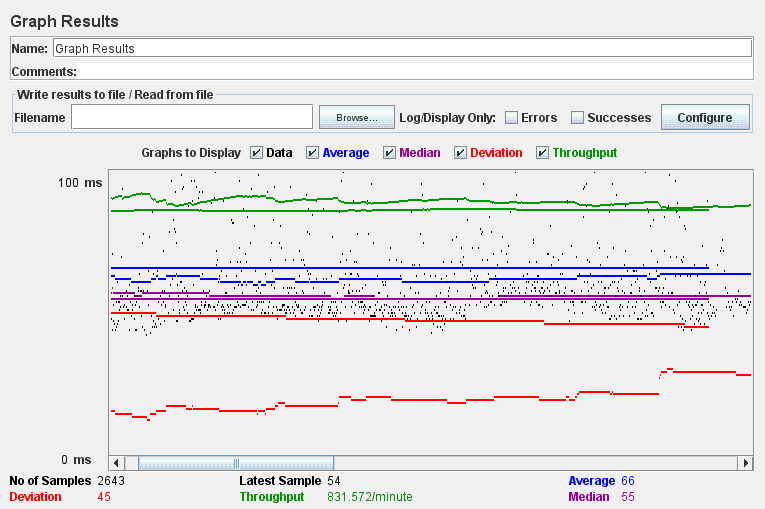 Graph Results
Name: Graph Results
Comments:
Write results to file / Read from file
Filename Browse... Log/Display Only: Errors Successes Configure
Graphs to Display Data Average Median Deviation Throughput
100 ms
0 ms
No of Samples 2643 Latest Sample 54 Average 66
Deviation 45 Throughput 831.572/minute Median 55